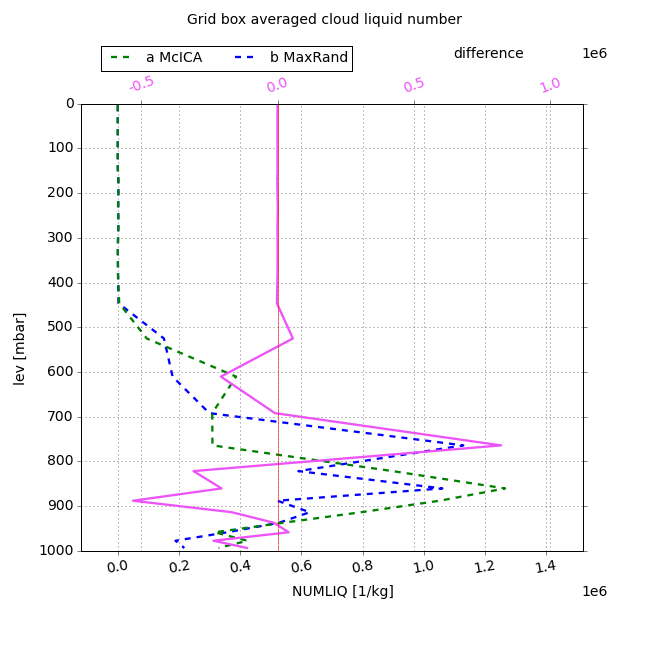 Grid box averaged cloud liquid number
a McICA b MaxRand difference 1e6
-0.5 0.0 0.5 1.0
0
100
200
300
400
500
600
700
800
900
1000
lev [mbar]
0.0 0.2 0.4 0.6 0.8 1.0 1.2 1.4
NUMLIQ [1/kg] 1e6